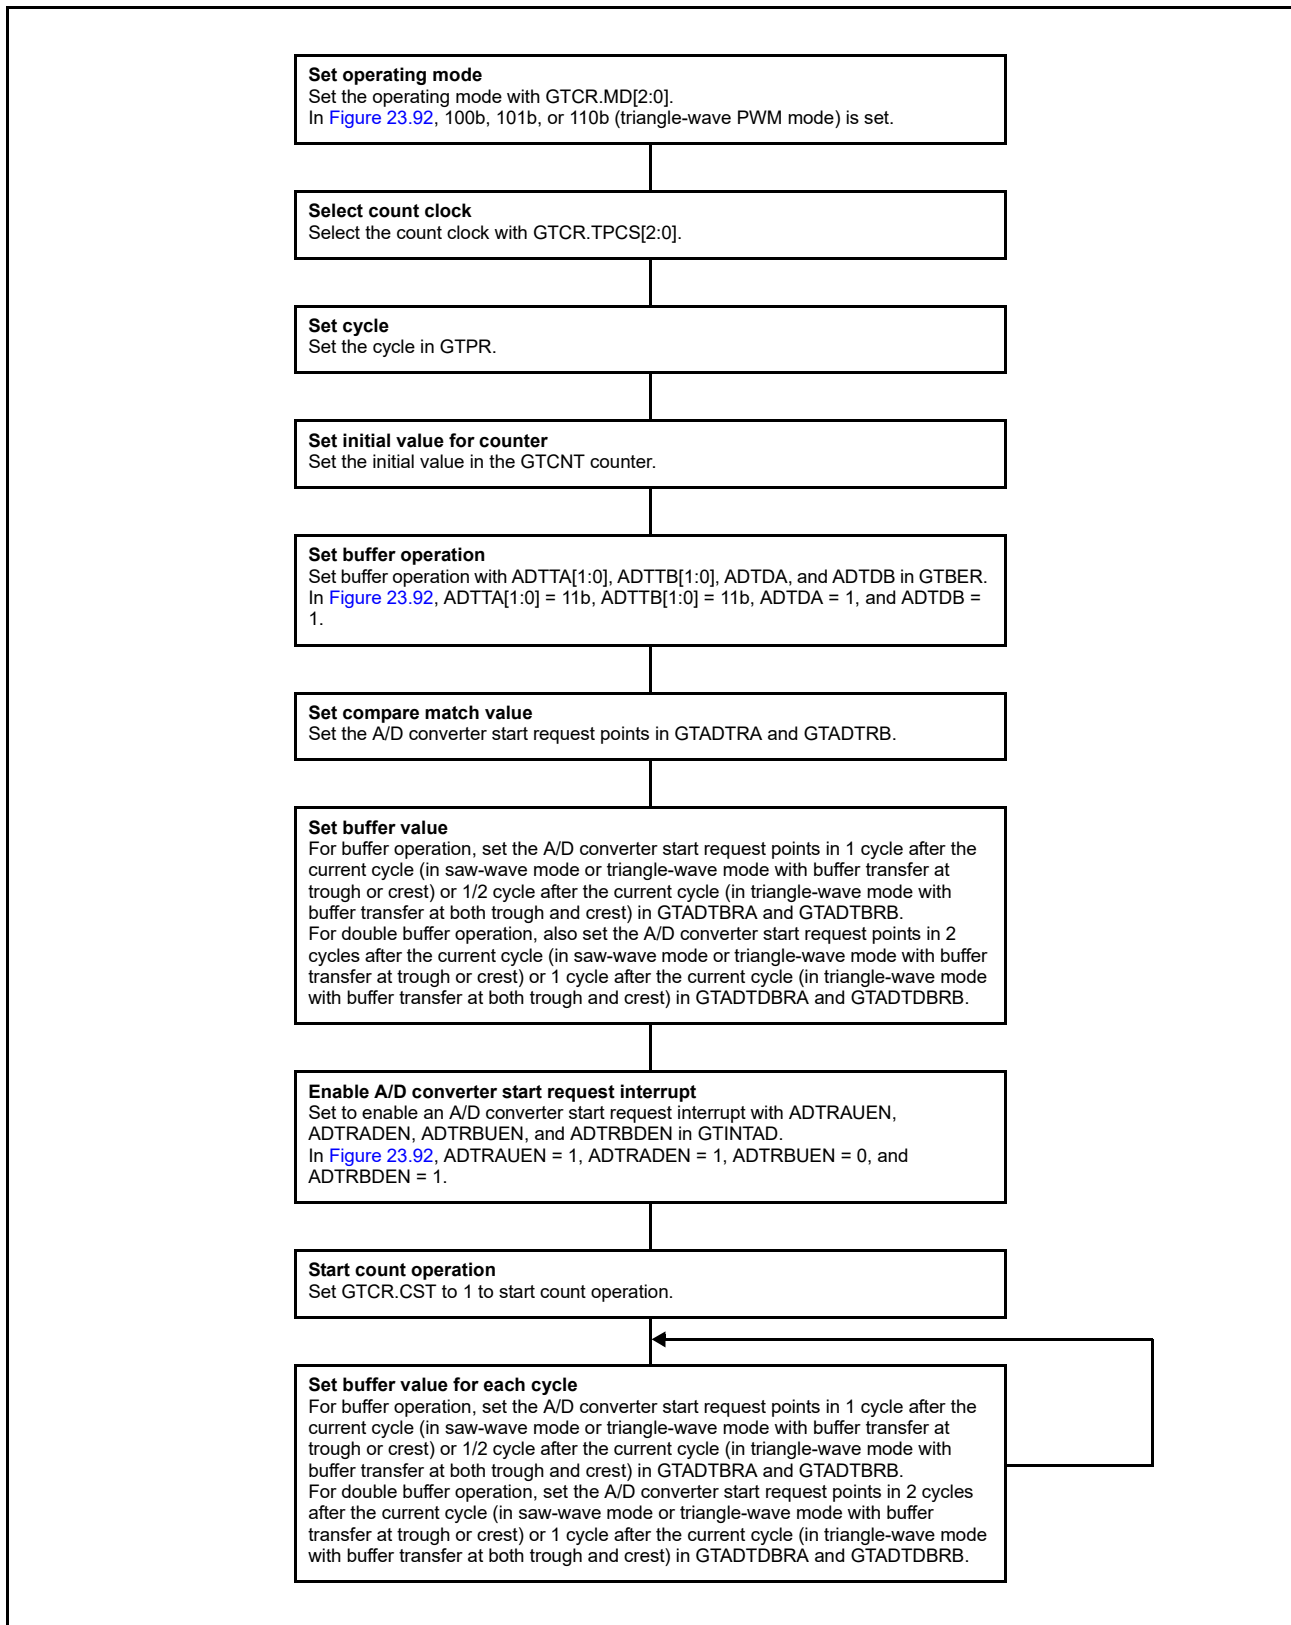 Set operating mode
Set the operating mode with GTCR.MD[2:0].
In Figure 23.92, 100b, 101b, or 110b (triangle-wave PWM mode) is set.
Select count clock
Select the count clock with GTCR.TPCS[2:0].
Set cycle
Set the cycle in GTPR.
Set initial value for counter
Set the initial value in the GTCNT counter.
Set buffer operation
Set buffer operation with ADTTA[1:0], ADTTB[1:0], ADTDA, and ADTDB in GTBER.
In Figure 23.92, ADTTA[1:0] = 11b, ADTTB[1:0] = 11b, ADTDA = 1, and ADTDB =
1.
Set compare match value
Set the A/D converter start request points in GTADTRA and GTADTRB.
Set buffer value
For buffer operation, set the A/D converter start request points in 1 cycle after the
current cycle (in saw-wave mode or triangle-wave mode with buffer transfer at
trough or crest) or 1/2 cycle after the current cycle (in triangle-wave mode with
buffer transfer at both trough and crest) in GTADTBRA and GTADTBRB.
For double buffer operation, also set the A/D converter start request points in 2
cycles after the current cycle (in saw-wave mode or triangle-wave mode with buffer
transfer at trough or crest) or 1 cycle after the current cycle (in triangle-wave mode
with buffer transfer at both trough and crest) in GTADTDBRA and GTADTDBRB.
Enable A/D converter start request interrupt
Set to enable an A/D converter start request interrupt with ADTRAUEN,
ADTRADEN, ADTRBUEN, and ADTRBDEN in GTINTAD.
In Figure 23.92, ADTRAUEN = 1, ADTRADEN = 1, ADTRBUEN = 0, and
ADTRBDEN = 1.
Start count operation
Set GTCR.CST to 1 to start count operation.
Set buffer value for each cycle
For buffer operation, set the A/D converter start request points in 1 cycle after the
current cycle (in saw-wave mode or triangle-wave mode with buffer transfer at
trough or crest) or 1/2 cycle after the current cycle (in triangle-wave mode with
buffer transfer at both trough and crest) in GTADTBRA and GTADTBRB.
For double buffer operation, set the A/D converter start request points in 2 cycles
after the current cycle (in saw-wave mode or triangle-wave mode with buffer
transfer at trough or crest) or 1 cycle after the current cycle (in triangle-wave mode
with buffer transfer at both trough and crest) in GTADTDBRA and GTADTDBRB.